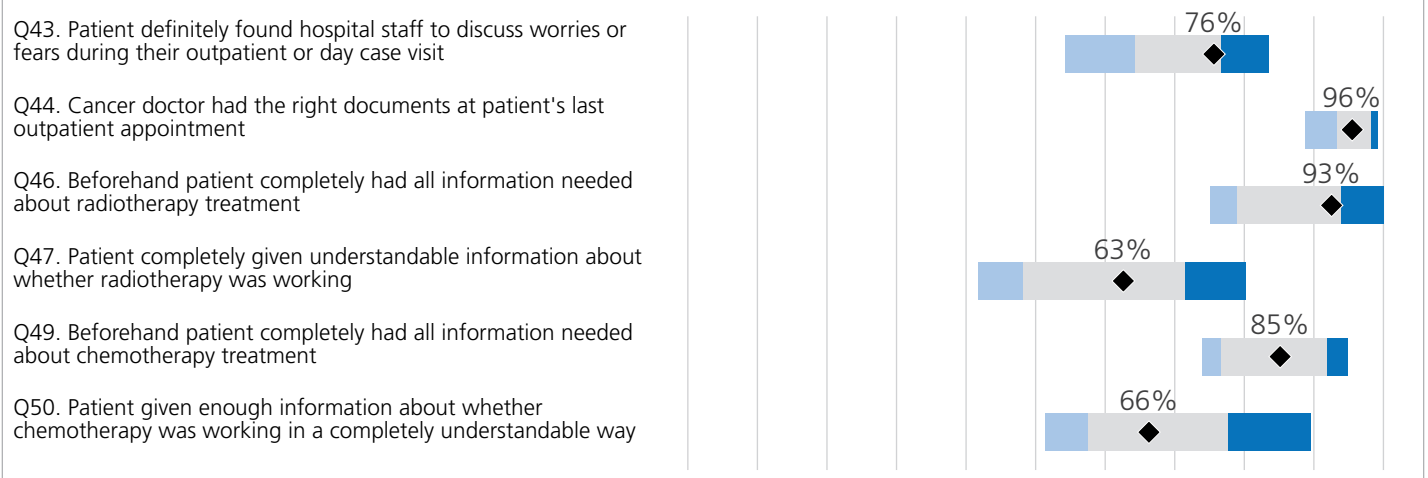 Q43. Patient definitely found hospital staff to discuss worries or
fears during their outpatient or day case visit
76%
Q44. Cancer doctor had the right documents at patient's last
outpatient appointment
96%
Q46. Beforehand patient completely had all information needed
about radiotherapy treatment
93%
Q47. Patient completely given understandable information about
whether radiotherapy was working
63%
Q49. Beforehand patient completely had all information needed
about chemotherapy treatment
85%
Q50. Patient given enough information about whether
chemotherapy was working in a completely understandable way
66%